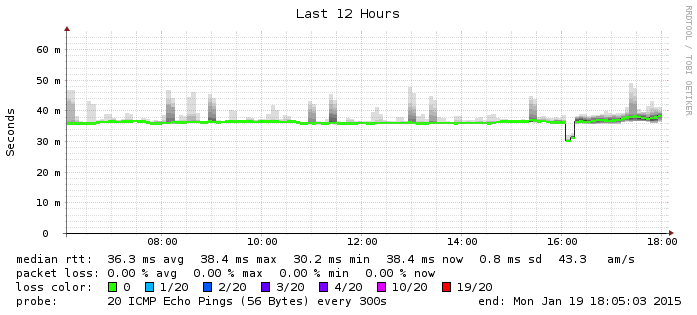 Last 12 Hours
RRDTOOL / TOBI OETIKER
Seconds
60 m
50 m
40 m
30 m
20 m
10 m
0
08:00 10:00 12:00 14:00 16:00 18:00
median rtt: 36.3 ms avg 38.4 ms max 30.2 ms min 38.4 ms now 0.8 ms sd 43.3 am/s
packet loss: 0.00 % avg 0.00 % max 0.00 % min 0.00 % now
loss color: 0 1/20 2/20 3/20 4/20 10/20 19/20
probe: 20 ICMP Echo Pings (56 Bytes) every 300s end: Mon Jan 19 18:05:03 2015